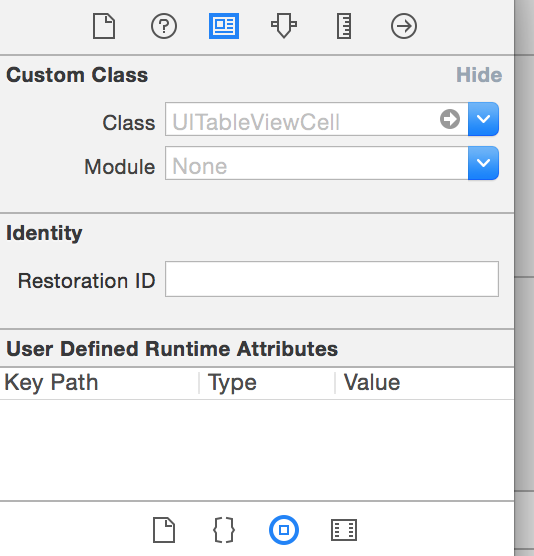 Custom Class Hide
Class UITableViewCell
Module None
Identity
Restoration ID
User Defined Runtime Attributes
Key Path Type Value